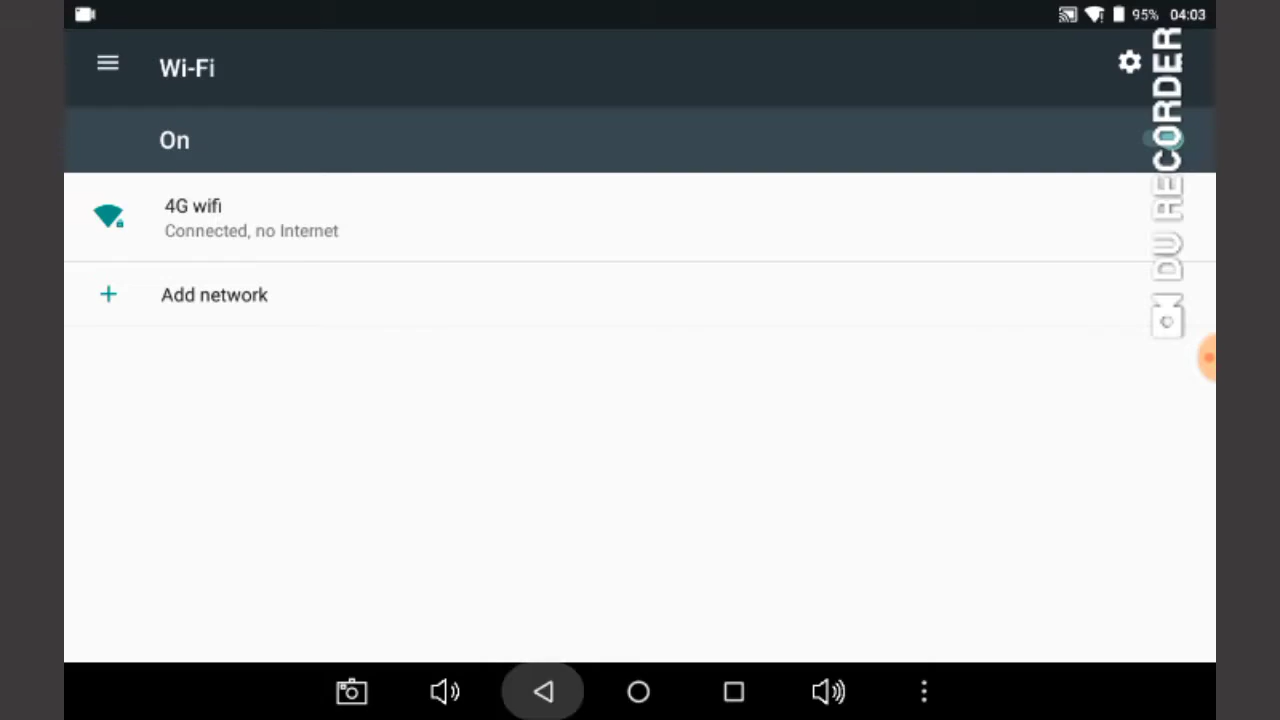 95% 04:03
Wi-Fi
On
4G wifi
Connected, no Internet
Add network
DU RECORDER